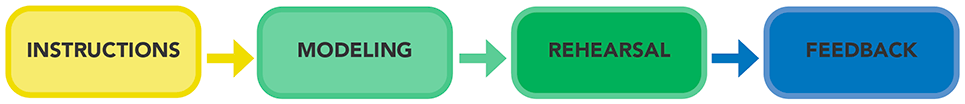 INSTRUCTIONS
MODELING
REHEARSAL
FEEDBACK